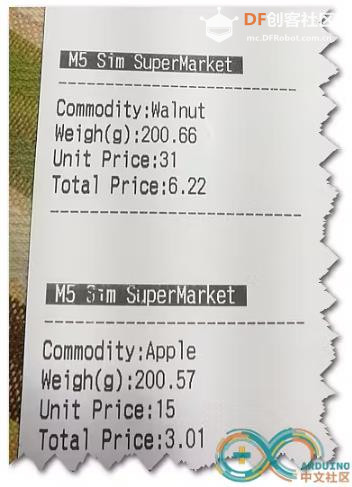 DF创客社区
mc.DFRobot.com.cn
M5 Sim SuperMarket
Commodity:Walnut
Weigh(g):200.66
Unit Price:31
Total Price:6.22
M5 Sim SuperMarket
Commodity:Apple
Weigh(g):200.57
Unit Price:15
Total Price:3.01
ARDUINO
中文社区